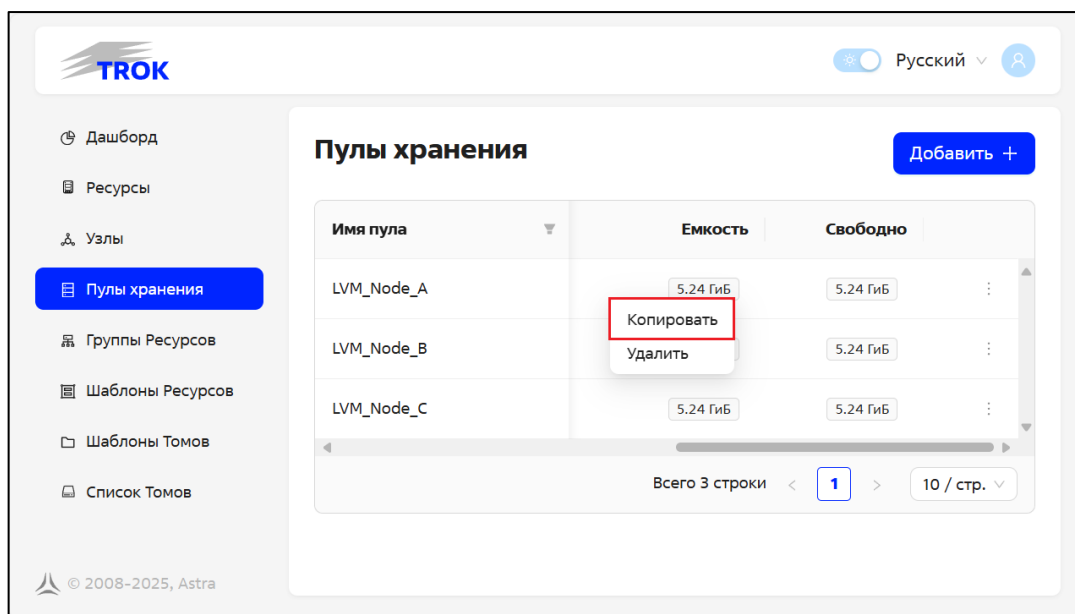 TROK
Русский
Дашборд
Ресурсы
Узлы
Пулы хранения
Группы Ресурсов
Шаблоны Ресурсов
Шаблоны Томов
Список Томов
© 2008-2025, Astra
Пулы хранения
Добавить +
Имя пула Емкость Свободно
LVM_Node_A 5.24 ГиБ 5.24 ГиБ
Копировать
Удалить
LVM_Node_B 5.24 ГиБ
LVM_Node_C 5.24 ГиБ 5.24 ГиБ
Всего 3 строки < 1 > 10 / стр.